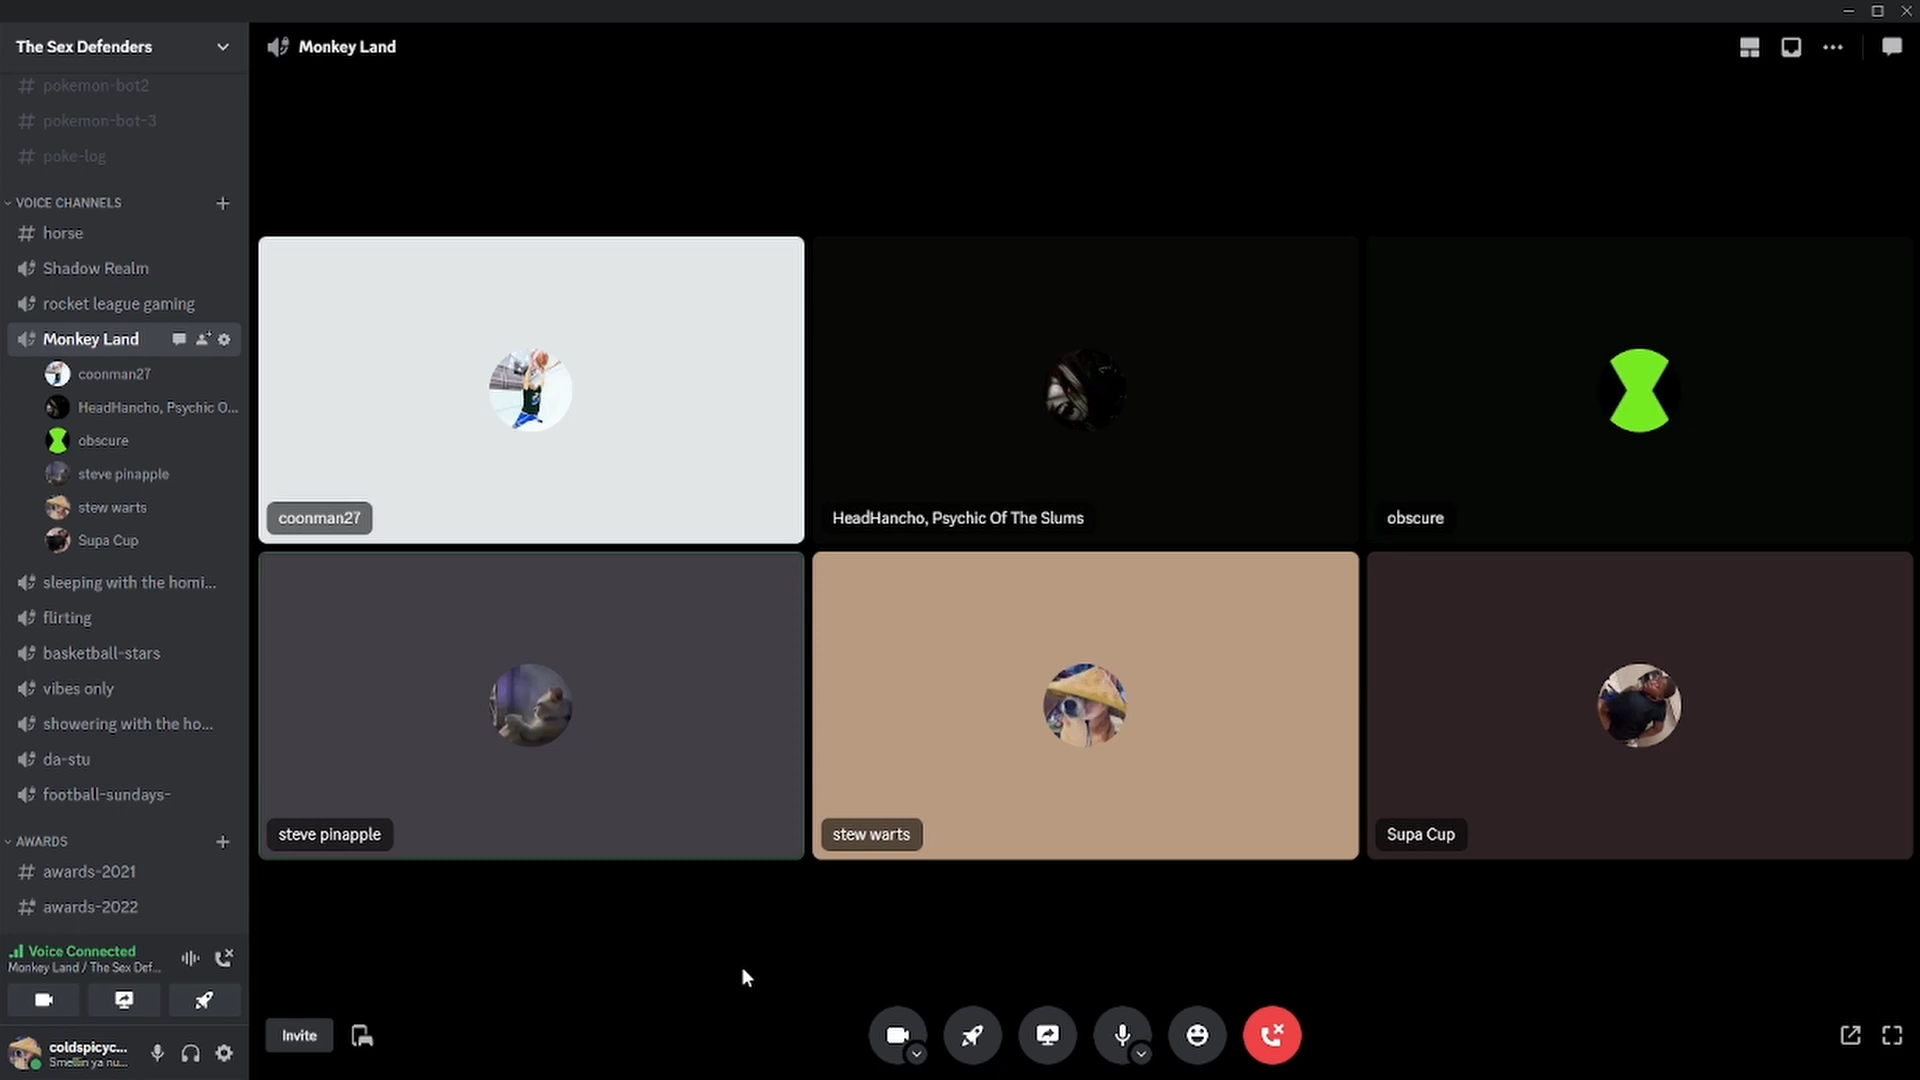 The Sex Defenders
pokemon-bot2
pokemon-bot-3
poke-log
VOICE CHANNELS
horse
Shadow Realm
rocket league gaming
Monkey Land
coonman27
HeadHancho, Psychic O...
obscure
steve pinapple
stew warts
Supa Cup
sleeping with the homi...
flirting
basketball-stars
vibes only
showering with the ho...
da-stu
football-sundays-
AWARDS
awards-2021
awards-2022
Voice Connected
Monkey Land / The Sex Def...
coldspicyc...
Smellin ya nu...
Monkey Land
coonman27
HeadHancho, Psychic Of The Slums
obscure
steve pinapple
stew warts
Supa Cup
Invite